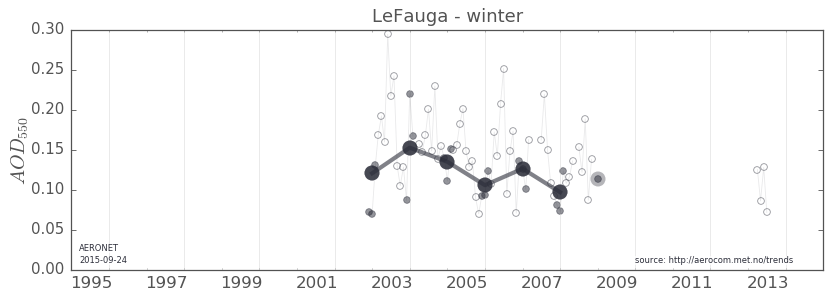 LeFauga - winter
0.30
0.25
0.20
0.15
0.10
0.05
0.00
AOD550
AERONET
2015-09-24
source: http://aerocom.met.no/trends
1995 1997 1999 2001 2003 2005 2007 2009 2011 2013